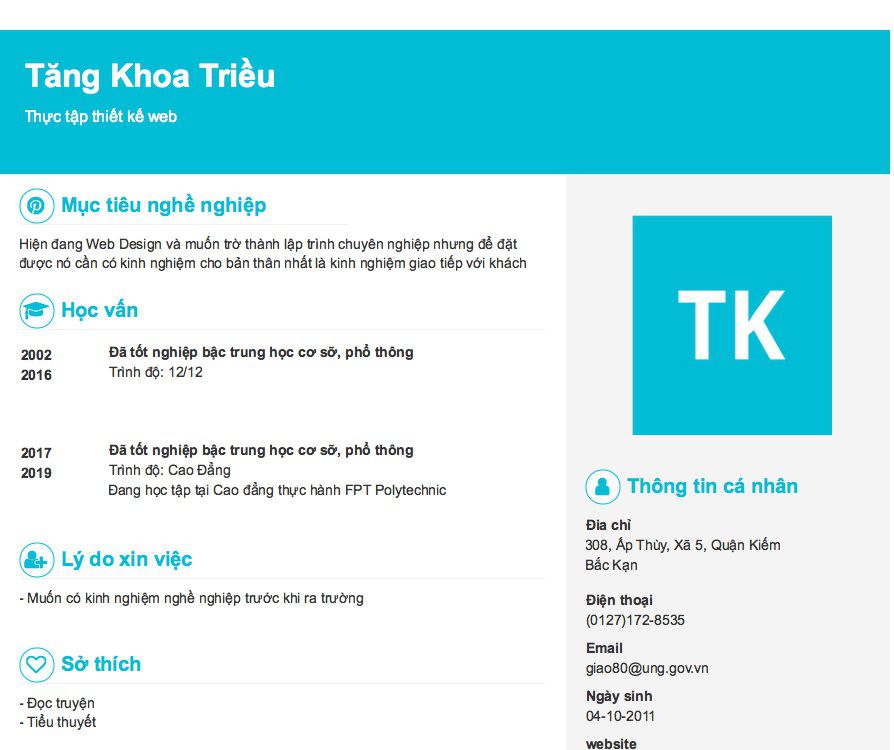 Tăng Khoa Triều
Thực tập thiết kế web
Mục tiêu nghề nghiệp
Hiện đang Web Design và muốn trờ thành lập trình chuyên nghiệp nhưng để đặt
được nó cần có kinh nghiệm cho bản thân nhất là kinh nghiệm giao tiếp với khách
Học vấn
2002
2016
Đã tốt nghiệp bậc trung học cơ sỡ, phổ thông
Trình độ: 12/12
2017
2019
Đã tốt nghiệp bậc trung học cơ sỡ, phổ thông
Trình độ: Cao Đẳng
Đang học tập tại Cao đẳng thực hành FPT Polytechnic
Lý do xin việc
- Muốn có kinh nghiệm nghề nghiệp trước khi ra trường
Sở thích
- Đọc truyện
- Tiểu thuyết
TK
Thông tin cá nhân
Địa chỉ
308, Ấp Thùy, Xã 5, Quận Kiếm
Bắc Kạn
Điện thoại
(0127)172-8535
Email
giao80@ung.gov.vn
Ngày sinh
04-10-2011
website